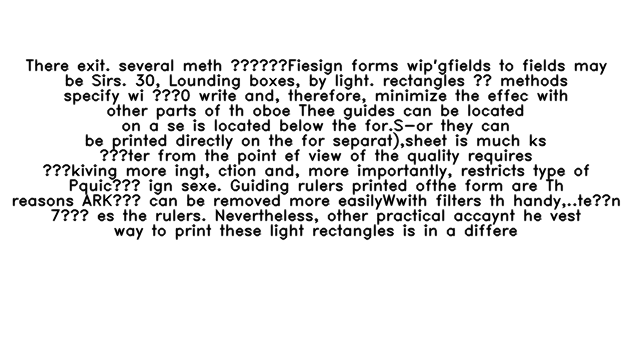 There exit. several meth ??????Fiesign forms wip'gfields to fields may
be Sirs. 30, Lounding boxes, by light. rectangles ?? methods
specify wi ???0 write and, therefore, minimize the effec with
other parts of th oboe Thee guides can be located
on a se is located below the for.S-or they can
be printed directly on the for separat),sheet is much ks
???ter from the point ef view of the quality requires
???kiving more ingt, ction and, more importantly, restricts type of
Pquic??? ign sexe. Guiding rulers printed ofthe form are Th
reasons ARK??? can be removed more easilyWwith filters th handy,..te??n
7??? es the rulers. Nevertheless, other practical accaynt he vest
way to print these light rectangles is in a differe